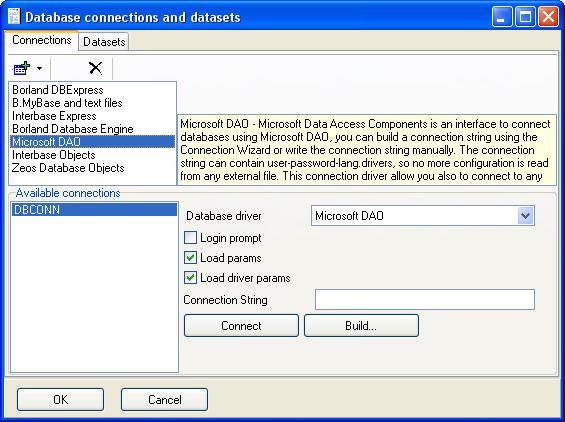 Database connections and datasets
Connections
Datasets
Borland DBExpress
B.MyBase and text files
Interbase Express
Borland Database Engine
Microsoft DAO
Interbase Objects
Zeos Database Objects
Microsoft DAO - Microsoft Data Access Components is an interface to connect
databases using Microsoft DAO, you can build a connection string using the
Connection Wizard or write the connection string manually. The connection
string can contain user-password-lang.drivers, so no more configuration is read
from any external file. This connection driver allow you also to connect to any
Available connections
DBCONN
Database driver
Microsoft DAO
Login prompt
Load params
Load driver params
Connection String
Connect
Build...
OK
Cancel